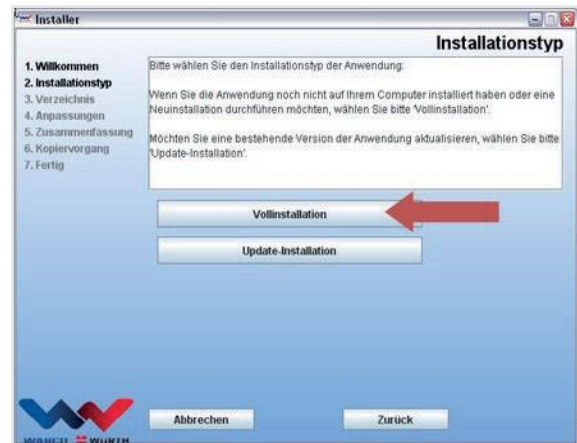 Installer
Installationstyp
1. Willkommen
2. Installationstyp
3. Verzeichnis
4. Anpassungen
5. Zusammenfassung
6. Kopiervorgang
7. Fertig
Bitte wählen Sie den Installationstyp der Anwendung:
Wenn Sie die Anwendung noch nicht auf Ihrem Computer installiert haben oder eine
Neuinstallation durchführen möchten, wählen Sie bitte 'Vollinstallation'.
Möchten Sie eine bestehende Version der Anwendung aktualisieren, wählen Sie bitte
'Update-Installation'.
Vollinstallation
Update-Installation
Abbrechen
Zurück
WABCO WÜRTH